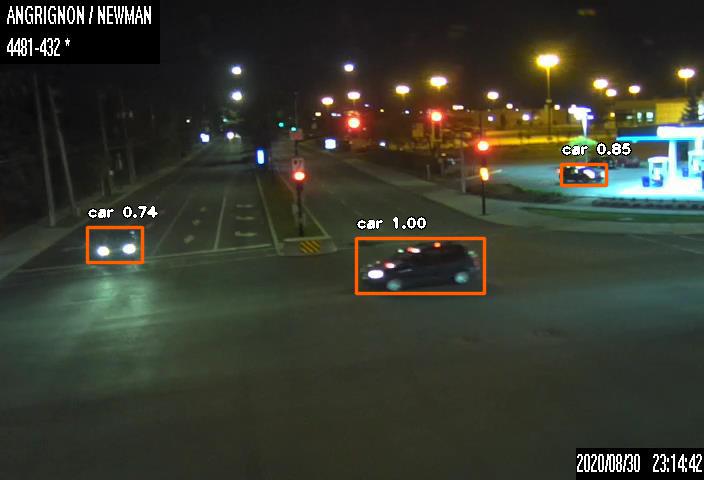 ANGRIGNON / NEWMAN
4481-432 *
car 0.85
car 0.74
car 1.00
2020/08/30 23:14:42